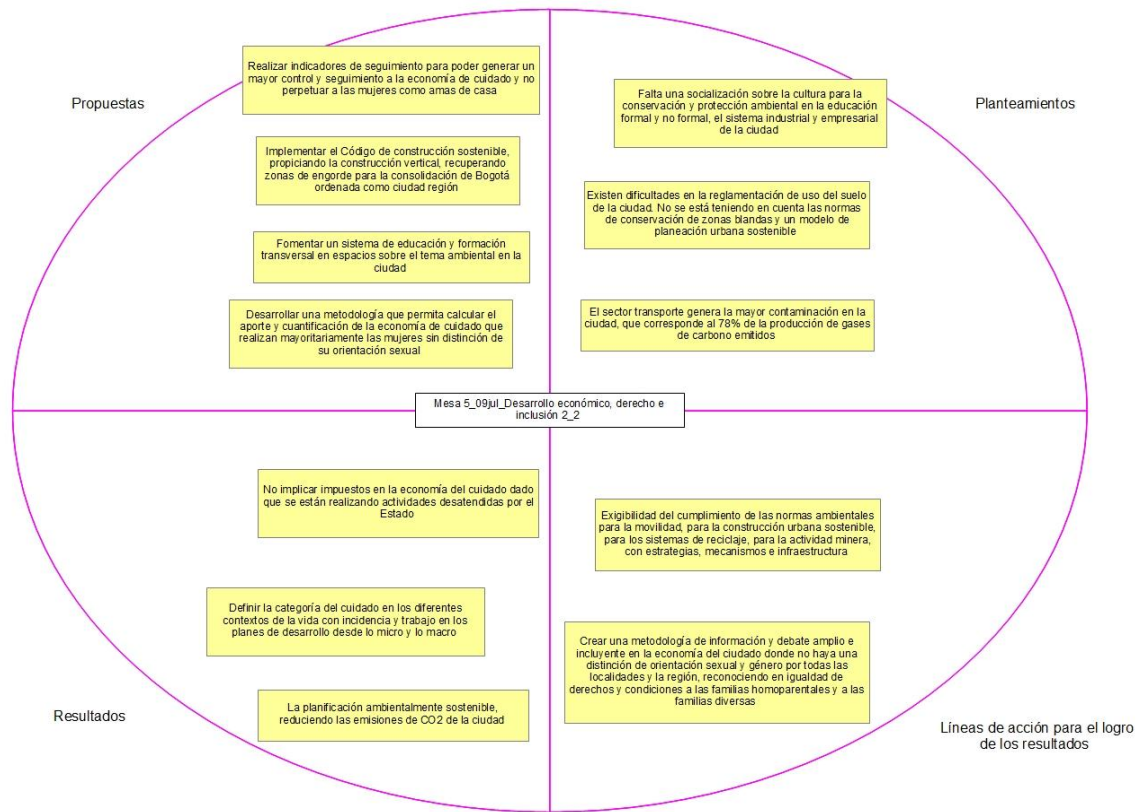 Propuestas
Realizar indicadores de seguimiento para poder generar un
mayor control y seguimiento a la economía de cuidado y no
perpetuar a las mujeres como amas de casa
Implementar el Código de construcción sostenible,
propiciando la construcción vertical, recuperando
zonas de engorde para la consolidación de Bogotá
ordenada como ciudad región
Fomentar un sistema de educación y formación
transversal en espacios sobre el tema ambiental en la
ciudad
Desarrollar una metodología que permita calcular el
aporte y cuantificación de la economía de cuidado que
realizan mayoritariamente las mujeres sin distinción de
su orientación sexual
Planteamientos
Falta una socialización sobre la cultura para la
conservación y protección ambiental en la educación
formal y no formal, el sistema industrial y empresarial
de la ciudad
Existen dificultades en la reglamentación de uso del suelo
de la ciudad. No se está teniendo en cuenta las normas
de conservación de zonas blandas y un modelo de
planeación urbana sostenible
El sector transporte genera la mayor contaminación en la
ciudad, que corresponde al 78% de la producción de gases
de carbono emitidos
Mesa 5_09jul_Desarrollo económico, derecho e
inclusión 2_2
No implicar impuestos en la economía del cuidado dado
que se están realizando actividades desatendidas por el
Estado
Definir la categoría del cuidado en los diferentes
contextos de la vida con incidencia y trabajo en los
planes de desarrollo desde lo micro y lo macro
Resultados
La planificación ambientalmente sostenible,
reduciendo las emisiones de CO2 de la ciudad
Exigibilidad del cumplimiento de las normas ambientales
para la movilidad, para la construcción urbana sostenible,
para los sistemas de reciclaje, para la actividad minera,
con estrategias, mecanismos e infraestructura
Crear una metodología de información y debate amplio e
incluyente en la economía del ciudado donde no haya una
distinción de orientación sexual y género por todas las
localidades y la región, reconociendo en igualdad de
derechos y condiciones a las familias homoparentales y a las
familias diversas
Líneas de acción para el logro
de los resultados